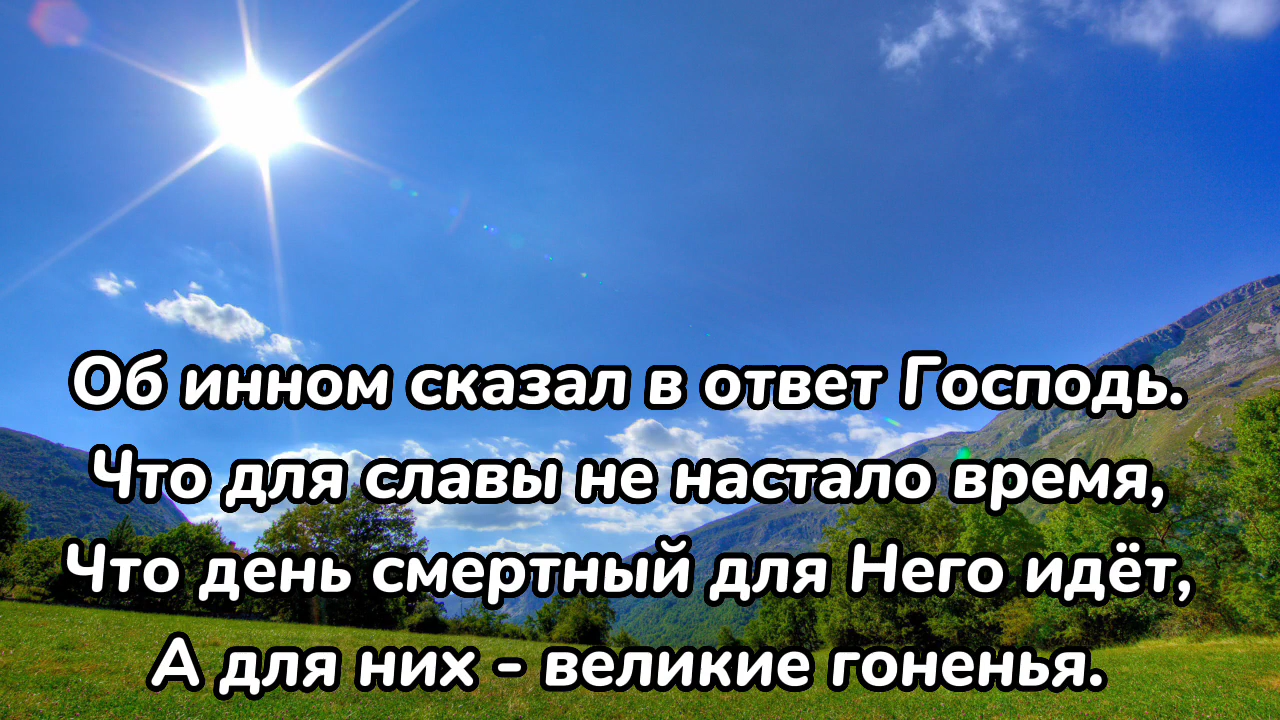 Об инном сказал в ответ Господь.
Что для славы не настало время,
Что день смертный для Него идёт,
А для них - великие гоненья.